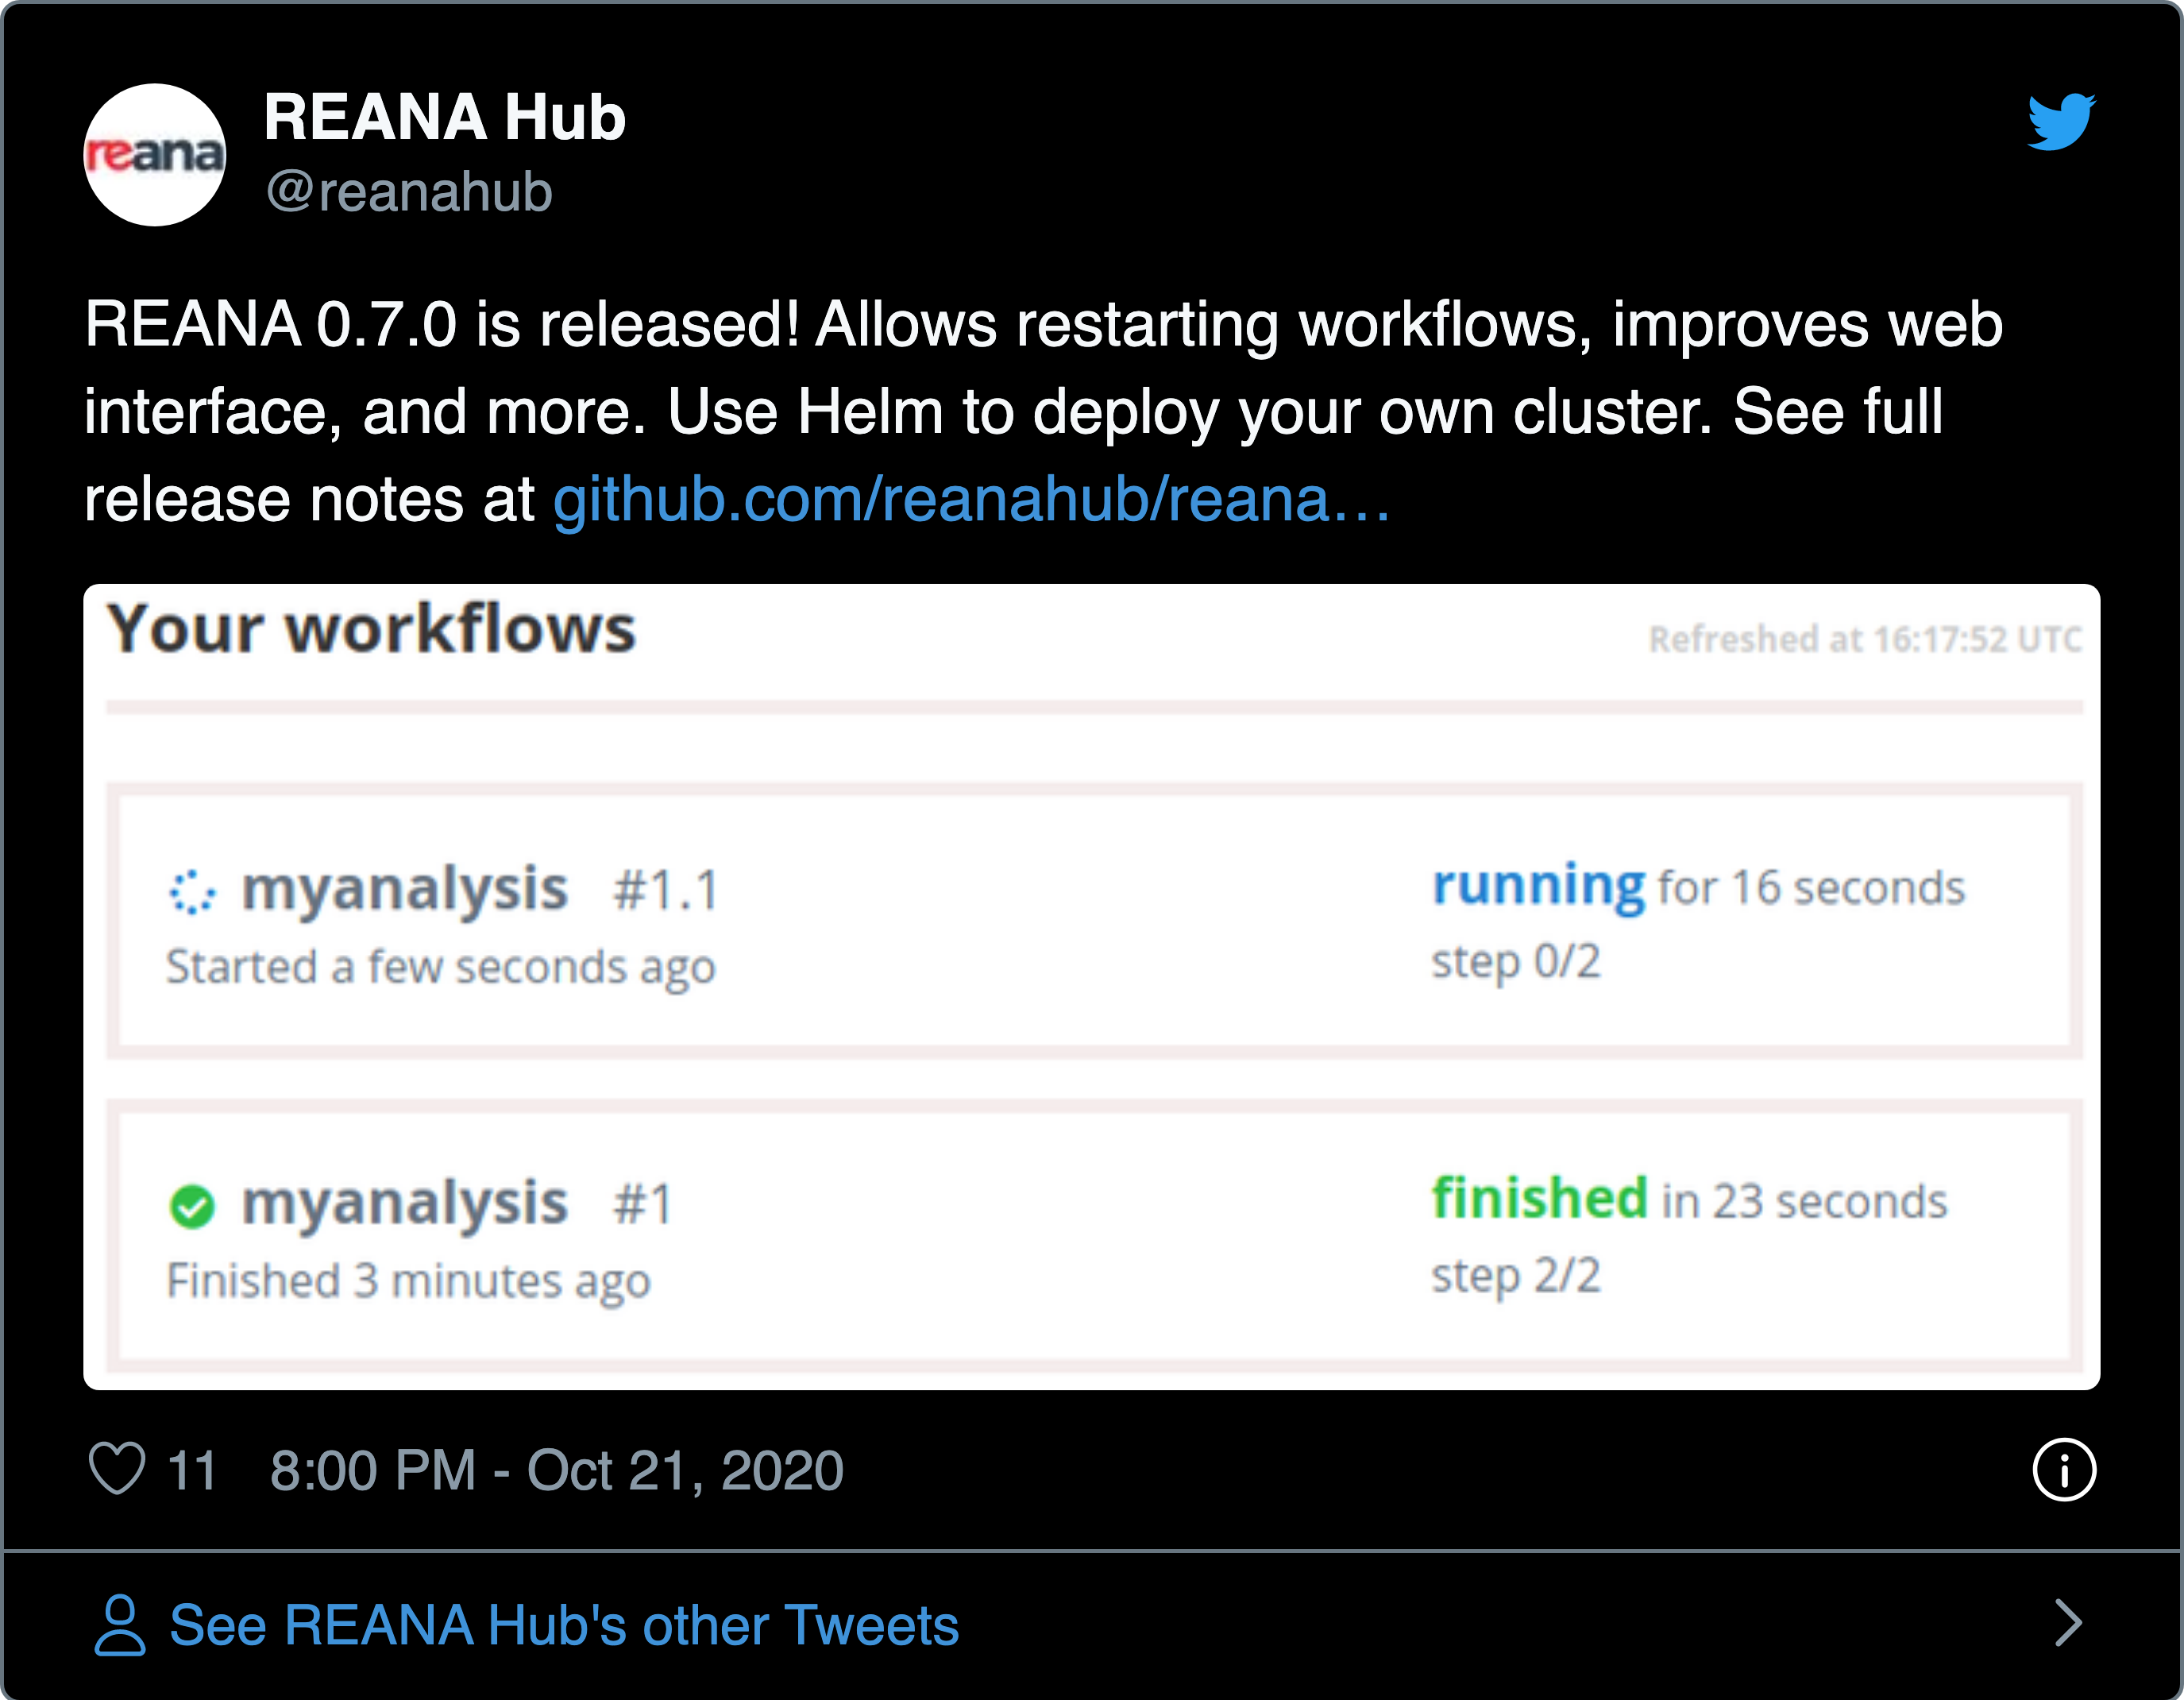 reana
REANA Hub
@reanahub
REANA 0.7.0 is released! Allows restarting workflows, improves web
interface, and more. Use Helm to deploy your own cluster. See full
release notes at github.com/reanahub/reana…
Your workflows
Refreshed at 16:17:52 UTC
myanalysis #1.1
running for 16 seconds
Started a few seconds ago
step 0/2
myanalysis #1
finished in 23 seconds
Finished 3 minutes ago
step 2/2
11 8:00 PM - Oct 21, 2020
See REANA Hub's other Tweets